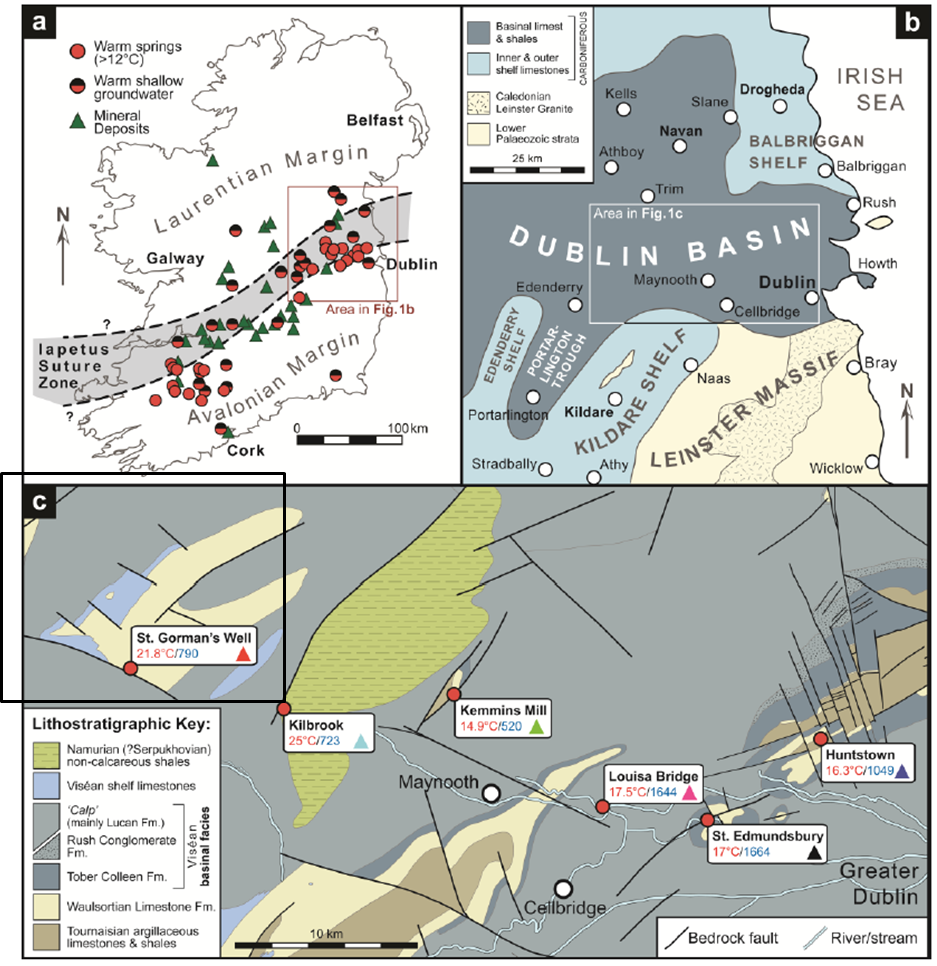 a
Warm springs
(>12°C)
Warm shallow
groundwater
Mineral
Deposits
Belfast
Laurentian Margin
N
Galway
Dublin
Area in Fig.1b
?
Iapetus
Suture
Zone
?
Avalonian Margin
0
100km
Cork
b
Basinal limest
& shales
Inner & outer
shelf limestones
CARBONIFEROUS
Caledonian
Leinster Granite
Lower
Palaeozoic strata
25 km
IRISH
SEA
Kells
Slane
Drogheda
Navan
BALBRIGGAN
SHELF
Athboy
Balbriggan
Trim
Rush
Area in Fig.1c
DUBLIN BASIN
Howth
Maynooth
Dublin
Edenderry
Cellbridge
EDENDERRY
SHELF
PORTAR-
LINGTON
TROUGH
KILDARE SHELF
Naas
Bray
LEINSTER MASSIF
Portarlington
Kildare
N
Stradbally
Athy
Wicklow
c
St. Gorman's Well
21.8°C/790
Kilbrook
25°C/723
Kemmins Mill
14.9°C/520
Huntstown
16.3°C/1049
Maynooth
Louisa Bridge
17.5°C/1644
St. Edmundsbury
17°C/1664
Cellbridge
Greater
Dublin
Lithostratigraphic Key:
Namurian (?Serpukhovian)
non-calcareous shales
Viséan shelf limestones
'Calp'
(mainly Lucan Fm.)
Rush Conglomerate
Fm.
Tober Colleen Fm.
Viséan
basinal facies
Waulsortian Limestone Fm.
Tournaisian argillaceous
limestones & shales
10 km
Bedrock fault
River/stream